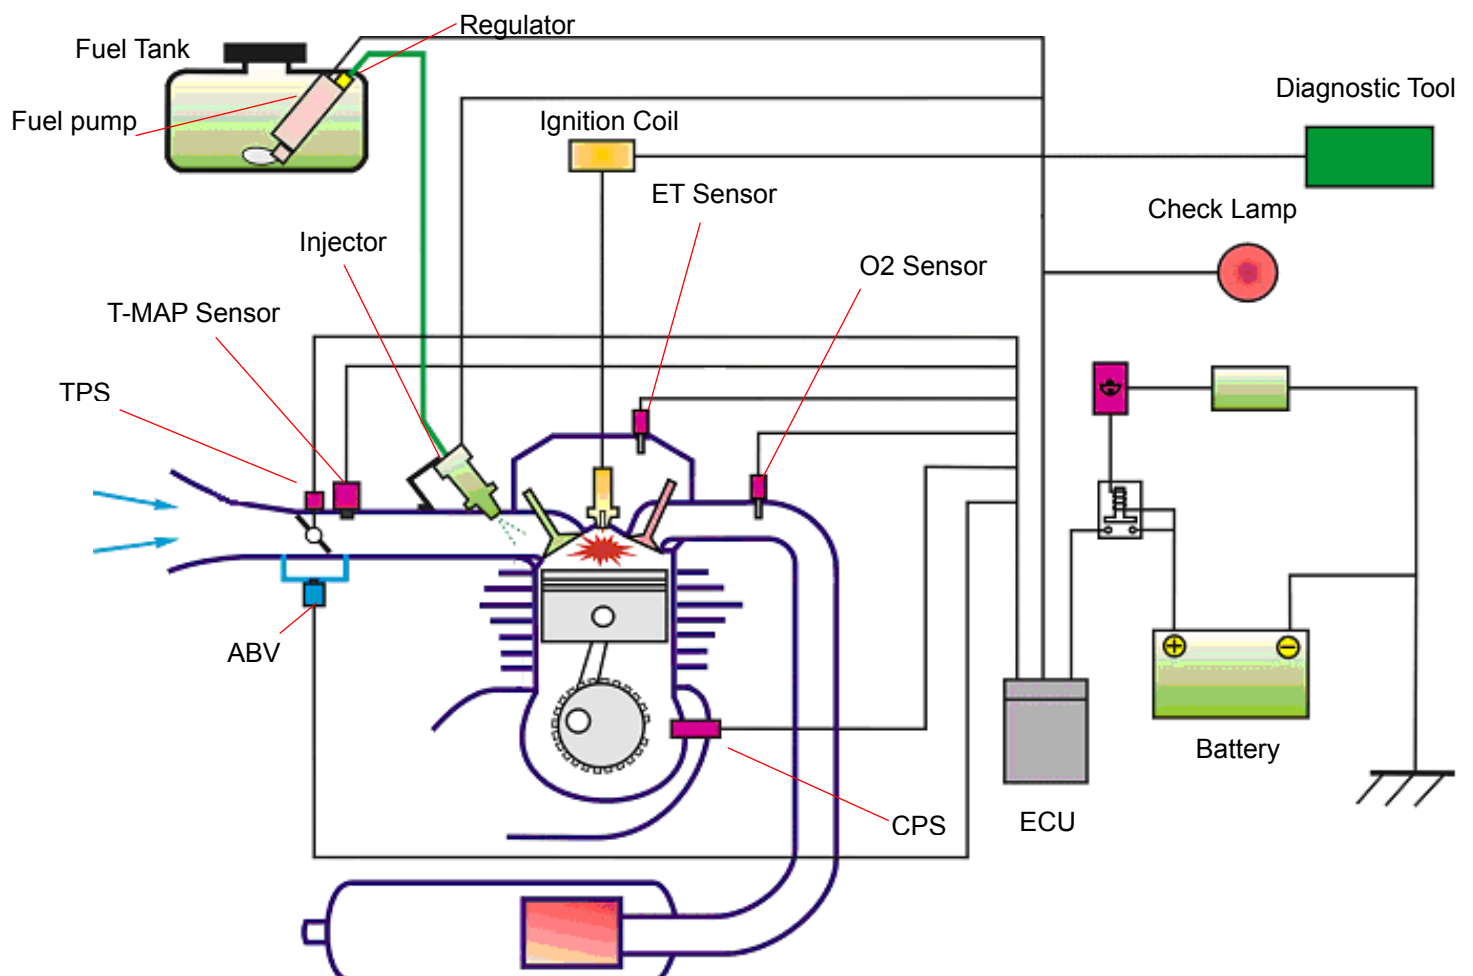 Regulator
Fuel Tank
Diagnostic Tool
Fuel pump
Ignition Coil
ET Sensor
Check Lamp
Injector
O2 Sensor
T-MAP Sensor
TPS
+
−
ABV
Battery
ECU
CPS